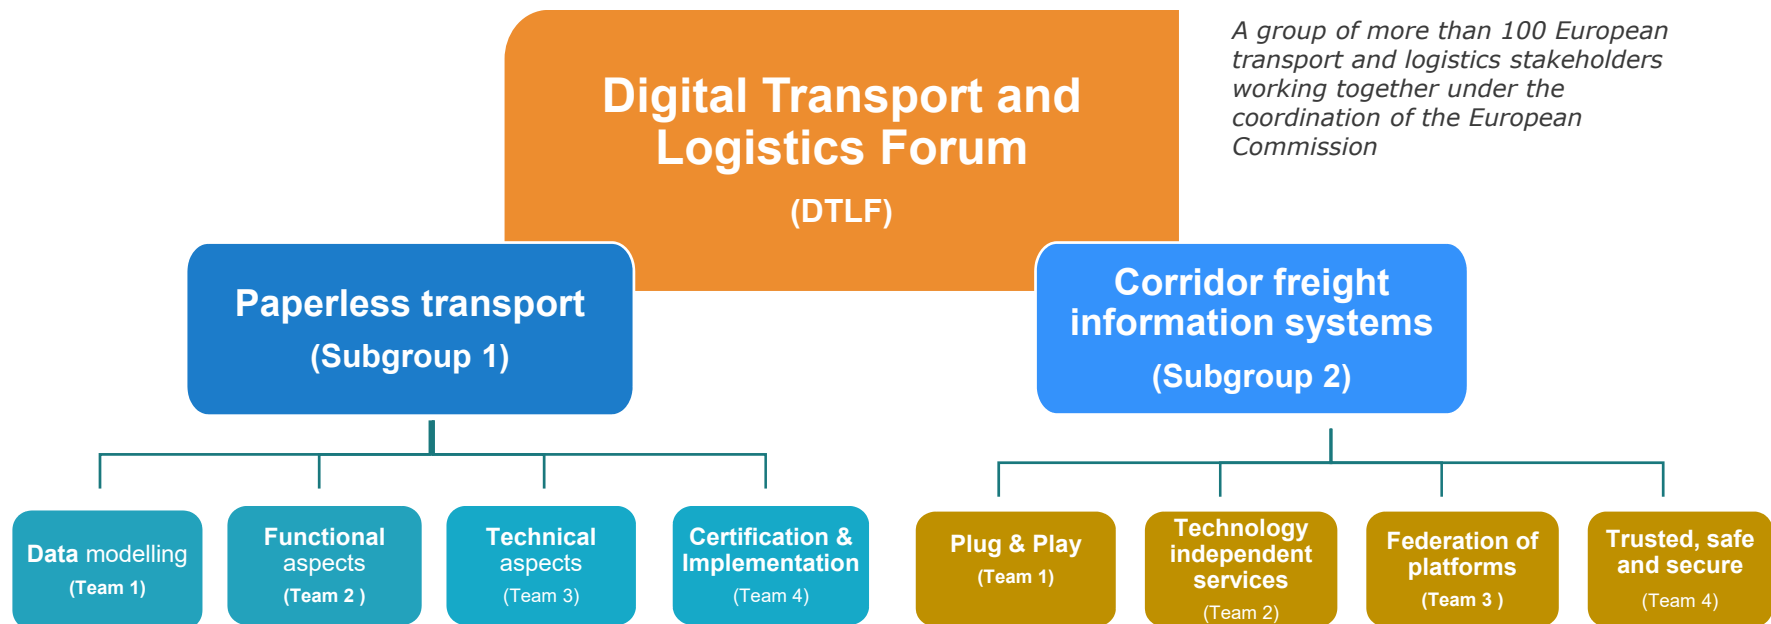 Digital Transport and
Logistics Forum
(DTLF)
A group of more than 100 European
transport and logistics stakeholders
working together under the
coordination of the European
Commission
Paperless transport
(Subgroup 1)
Corridor freight
information systems
(Subgroup 2)
Data modelling
(Team 1)
Functional
aspects
(Team 2 )
Technical
aspects
(Team 3)
Certification &
Implementation
(Team 4)
Plug & Play
(Team 1)
Technology
independent
services
(Team 2)
Federation of
platforms
(Team 3 )
Trusted, safe
and secure
(Team 4)